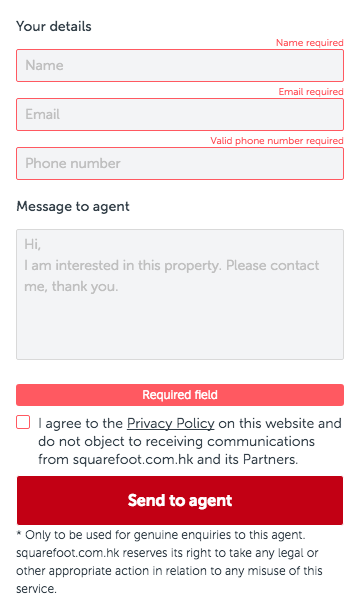 Your details
Name required
Name
Email required
Email
Valid phone number required
Phone number
Message to agent
Hi,
I am interested in this property. Please contact
me, thank you.
Required field
I agree to the Privacy Policy on this website and
do not object to receiving communications
from squarefoot.com.hk and its Partners.
Send to agent
* Only to be used for genuine enquiries to this agent.
squarefoot.com.hk reserves its right to take any legal or
other appropriate action in relation to any misuse of this
service.